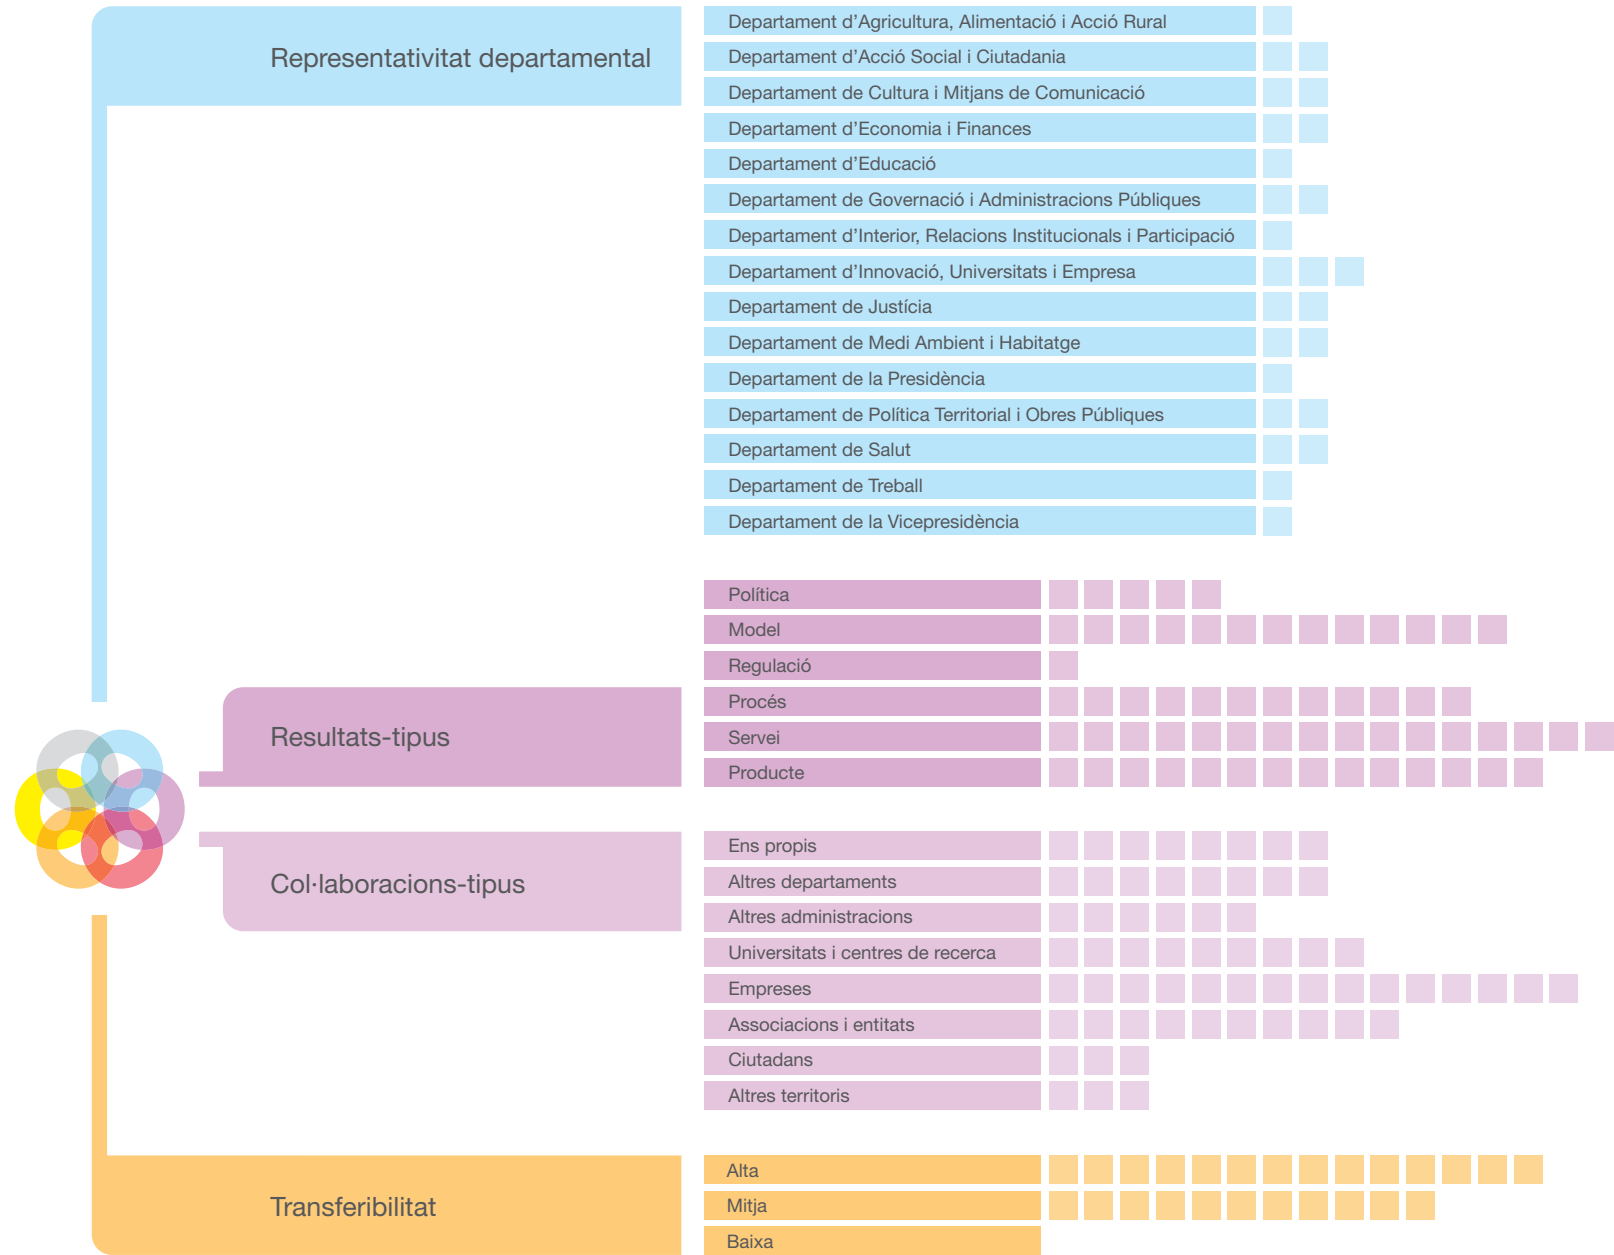 Representativitat departamental
Departament d’Agricultura, Alimentació i Acció Rural
Departament d’Acció Social i Ciutadania
Departament de Cultura i Mitjans de Comunicació
Departament d’Economia i Finances
Departament d’Educació
Departament de Governació i Administracions Públiques
Departament d’Interior, Relacions Institucionals i Participació
Departament d’Innovació, Universitats i Empresa
Departament de Justícia
Departament de Medi Ambient i Habitatge
Departament de la Presidència
Departament de Política Territorial i Obres Públiques
Departament de Salut
Departament de Treball
Departament de la Vicepresidència
Resultats-tipus
Política
Model
Regulació
Procés
Servei
Producte
Col·laboracions-tipus
Ens propis
Altres departaments
Altres administracions
Universitats i centres de recerca
Empreses
Associacions i entitats
Ciutadans
Altres territoris
Transferibilitat
Alta
Mitja
Baixa